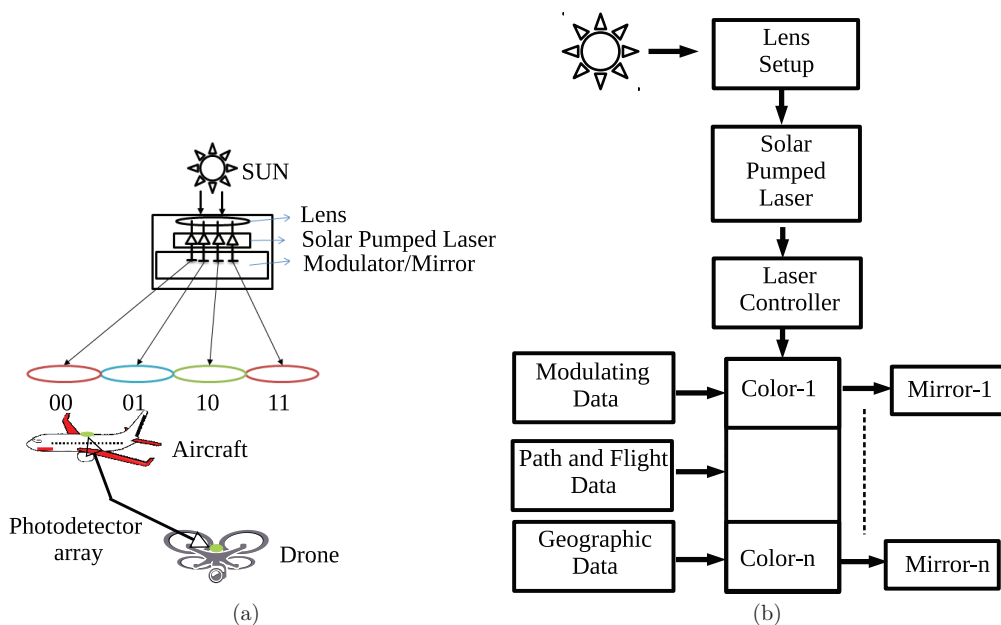 SUN
Lens
Solar Pumped Laser
Modulator/Mirror
00 01 10 11
Aircraft
Photodetector
array
Drone
(a)
Lens
Setup
Solar
Pumped
Laser
Laser
Controller
Modulating
Data
Color-1
Mirror-1
Path and Flight
Data
Geographic
Data
Color-n
Mirror-n
(b)